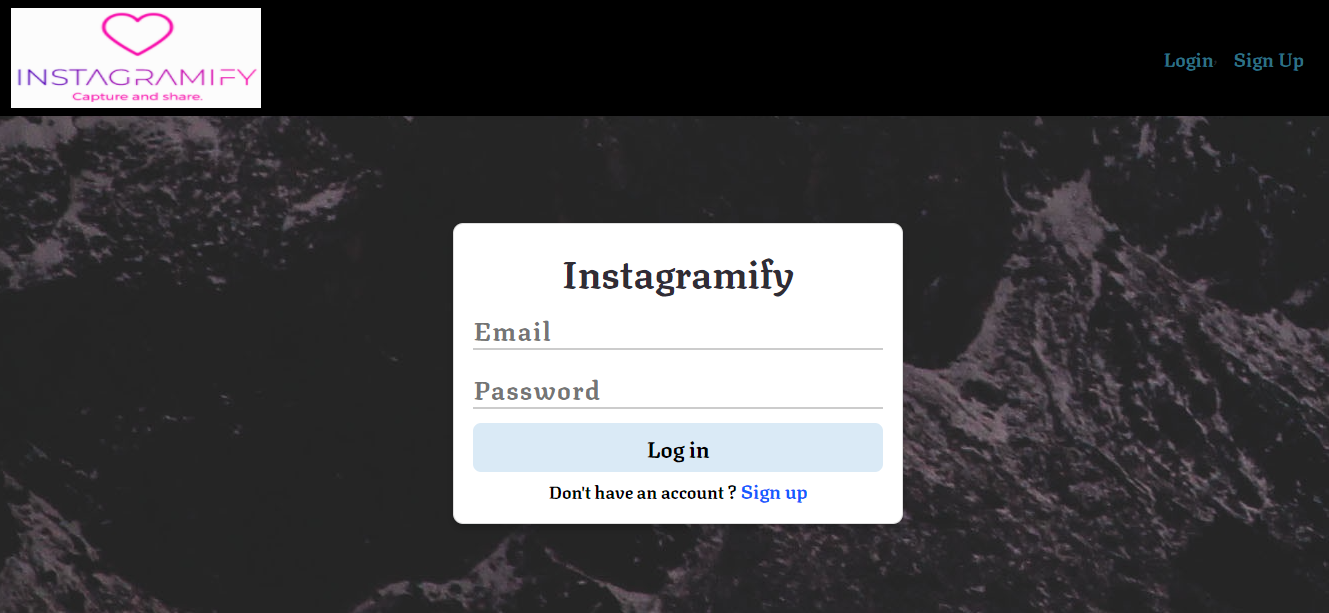 INSTAGRAMIFY
Capture and share.
Login Sign Up
Instagramify
Email
Password
Log in
Don't have an account ? Sign up